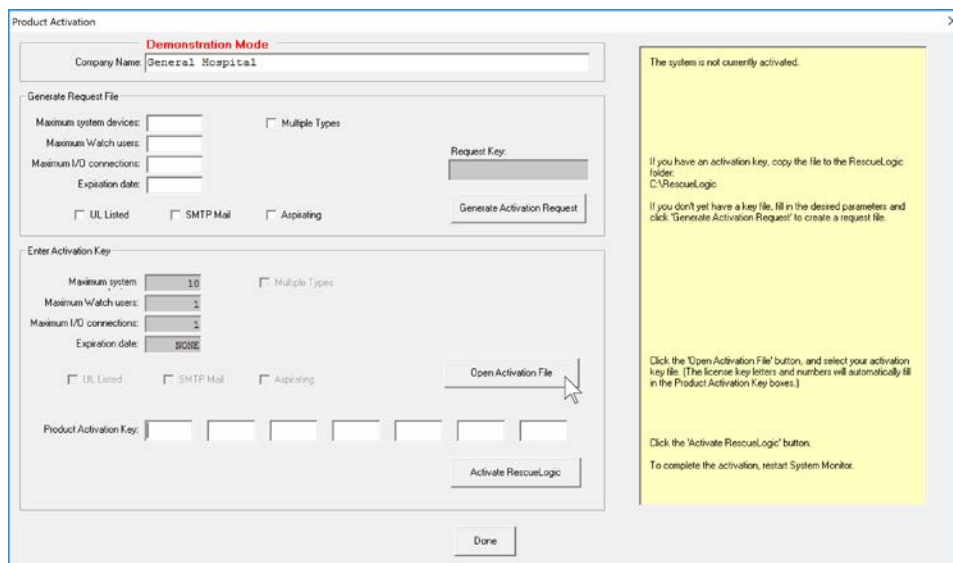 Product Activation
Demonstration Mode
Company Name: General Hospital
Generate Request File
Maximum system devices:
Multiple Types
Maximum Watch users:
Maximum I/O connections:
Expiration date:
Request Key:
UL Listed
SMTP Mail
Aspirating
Generate Activation Request
Enter Activation Key
Maximum system
10
Multiple Types
Maximum Watch users: 1
Maximum I/O connections: 1
Expiration date: NONE
UL Listed
SMTP Mail
Aspirating
Open Activation File
Product Activation Key:
Activate RescueLogic
Done
The system is not currently activated.
If you have an activation key, copy the file to the RescueLogic
folder:
C:\RescueLogic
If you don't yet have a key file, fill in the desired parameters and
click 'Generate Activation Request' to create a request file.
Click the 'Open Activation File' button, and select your activation
key file. (The license key letters and numbers will automatically fill
in the Product Activation Key boxes.)
Click the 'Activate RescueLogic' button.
To complete the activation, restart System Monitor.